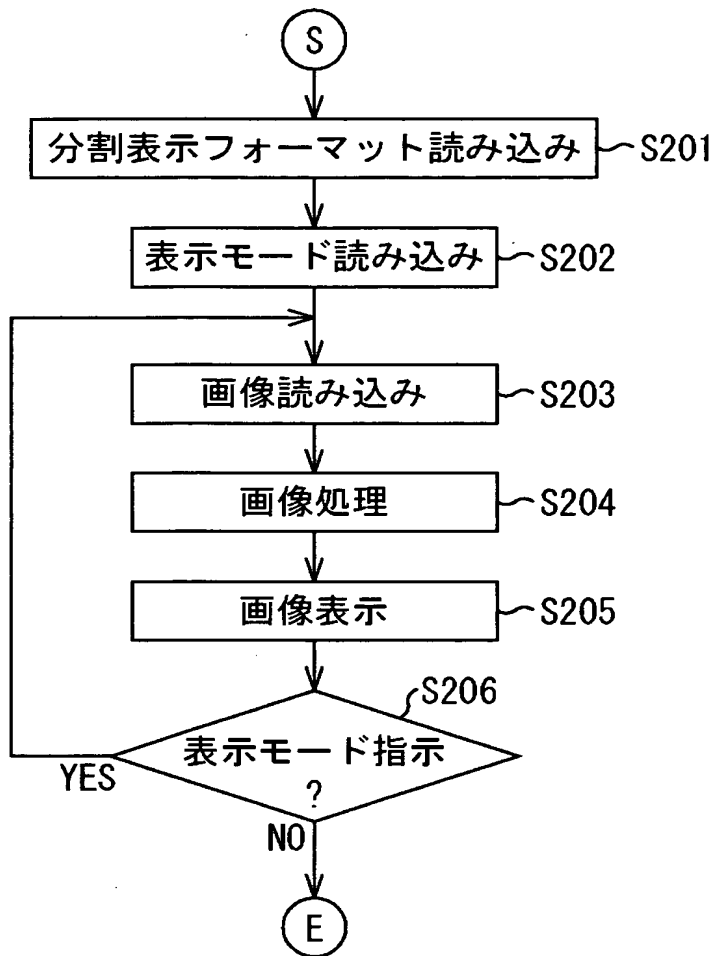 S
分割表示フォーマット読み込み S201
表示モード読み込み S202
画像読み込み S203
画像処理 S204
画像表示 S205
S206
表示モード指示
?
YES
NO
E